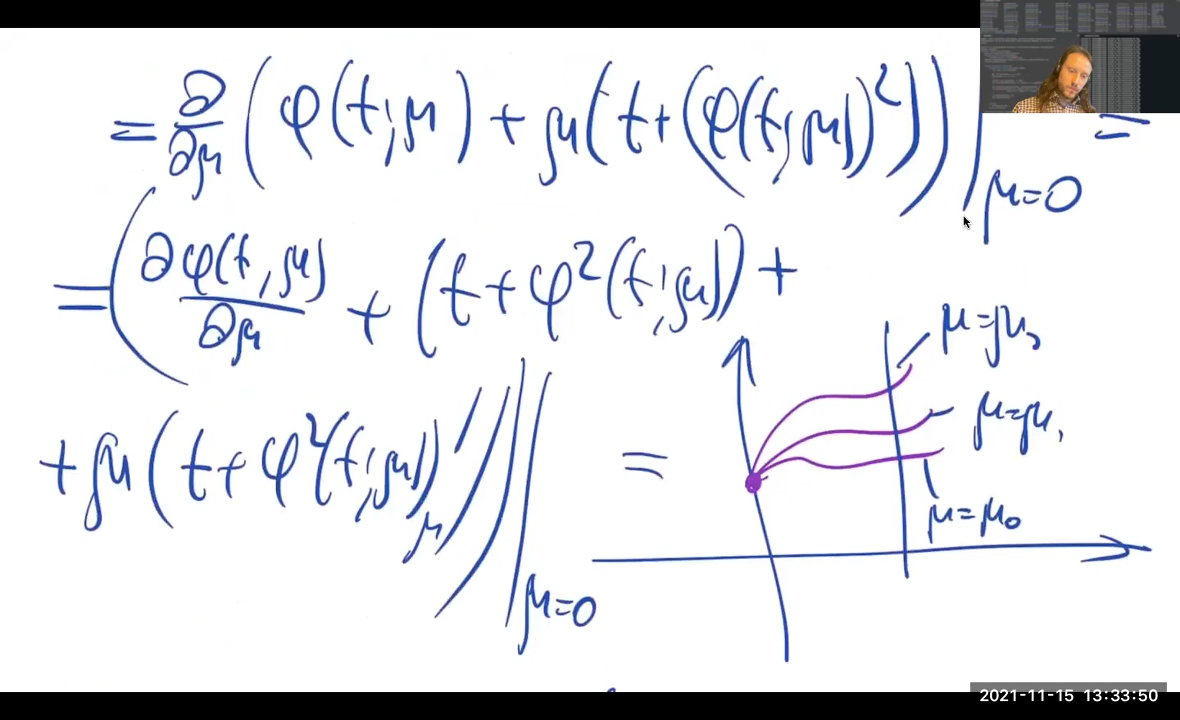 = ∂/∂μ ( φ(t;μ) + μ(t+(φ(t;μ))²) ) |μ=0 =
= ( ∂φ(t,μ)/∂μ + (t+φ²(t;μ)) +
+ μ (t+φ²(t;μ))'μ ) |μ=0 =
μ=μ₂
μ=μ₁
μ=μ₀
2021-11-15 13:33:50